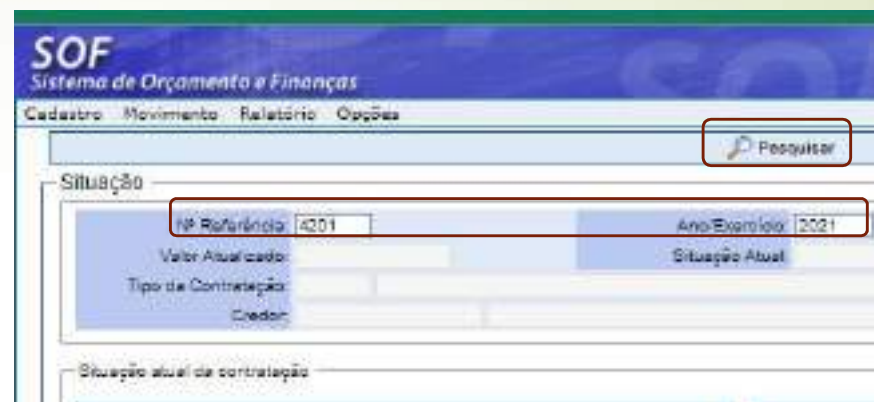 SOF
Sistema de Orçamento e Finanças
Cadastro Movimento Relatório Opções
Pesquisar
Situação
Nº Referência: 4201 Ano/Exercício: 2021
Valor Atualizado: Situação Atual:
Tipo da Contratação:
Credor:
Situação atual da contratação